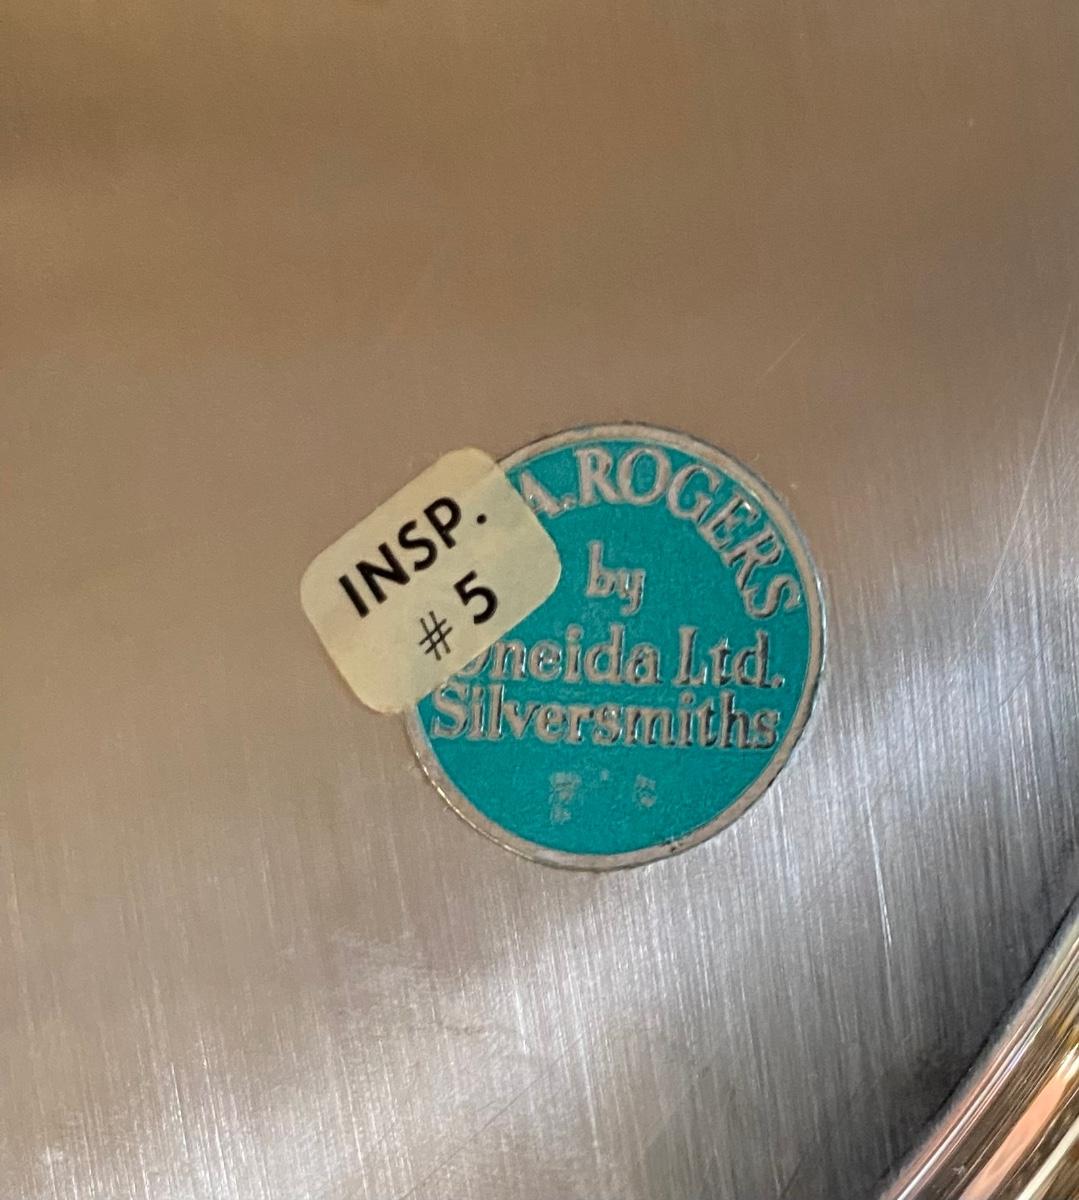 INSP.
# 5
A. ROGERS
by
Oneida Ltd.
Silversmiths